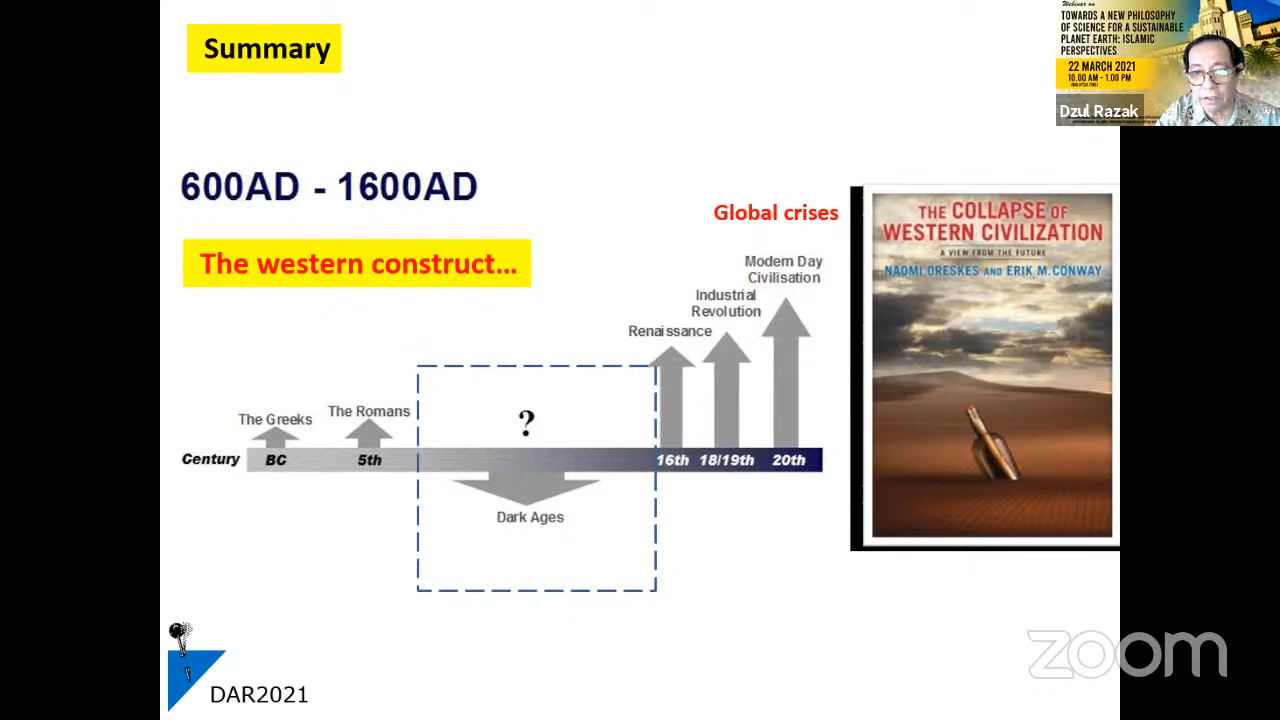 Summary
Webinar on
TOWARDS A NEW PHILOSOPHY
OF SCIENCE FOR A SUSTAINABLE
PLANET EARTH: ISLAMIC
PERSPECTIVES
22 MARCH 2021
10.00 AM - 1.00 PM
Dzul Razak
600AD - 1600AD
The western construct...
Global crises
Modern Day
Civilisation
Industrial
Revolution
Renaissance
The Greeks
The Romans
?
Century BC 5th 16th 18/19th 20th
Dark Ages
THE COLLAPSE OF
WESTERN CIVILIZATION
A VIEW FROM THE FUTURE
NAOMI ORESKES AND ERIK M. CONWAY
DAR2021
zoom